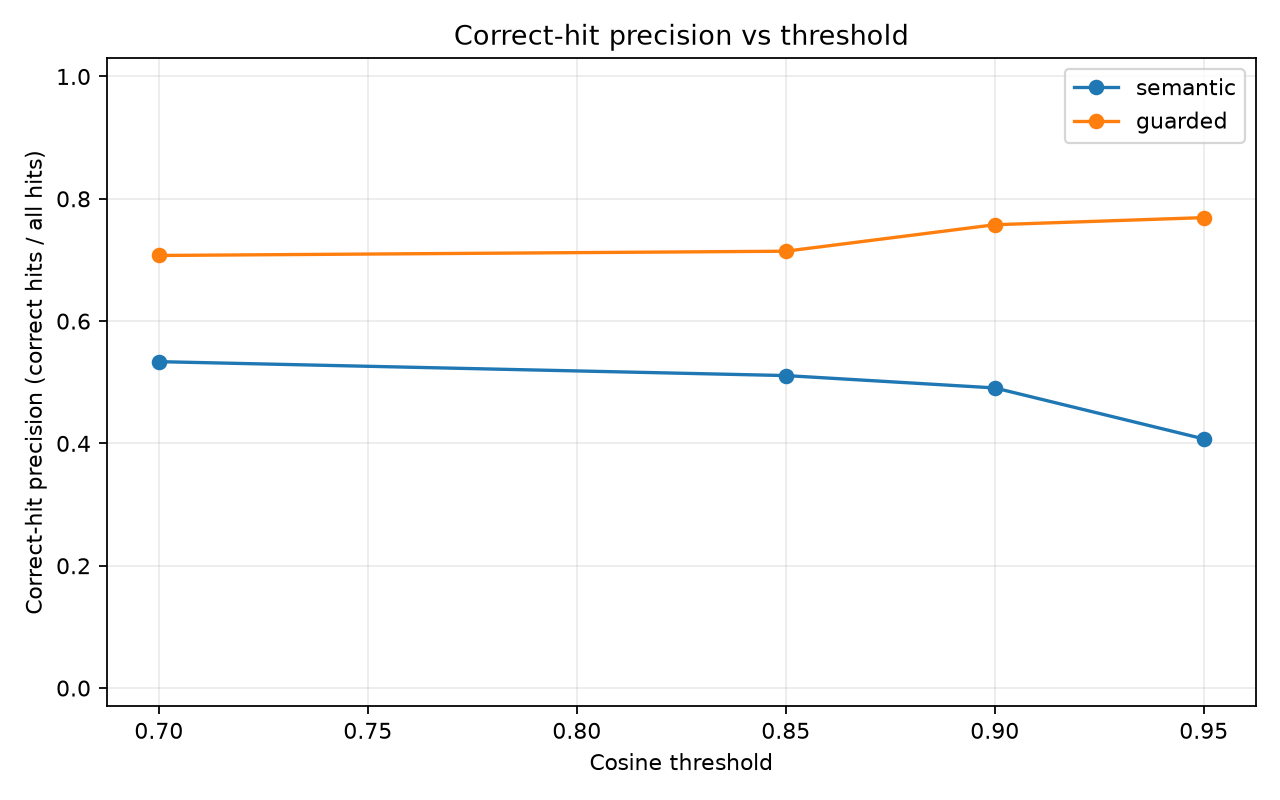 Correct-hit precision vs threshold
semantic
guarded
Correct-hit precision (correct hits / all hits)
1.0
0.8
0.6
0.4
0.2
0.0
0.70 0.75 0.80 0.85 0.90 0.95
Cosine threshold